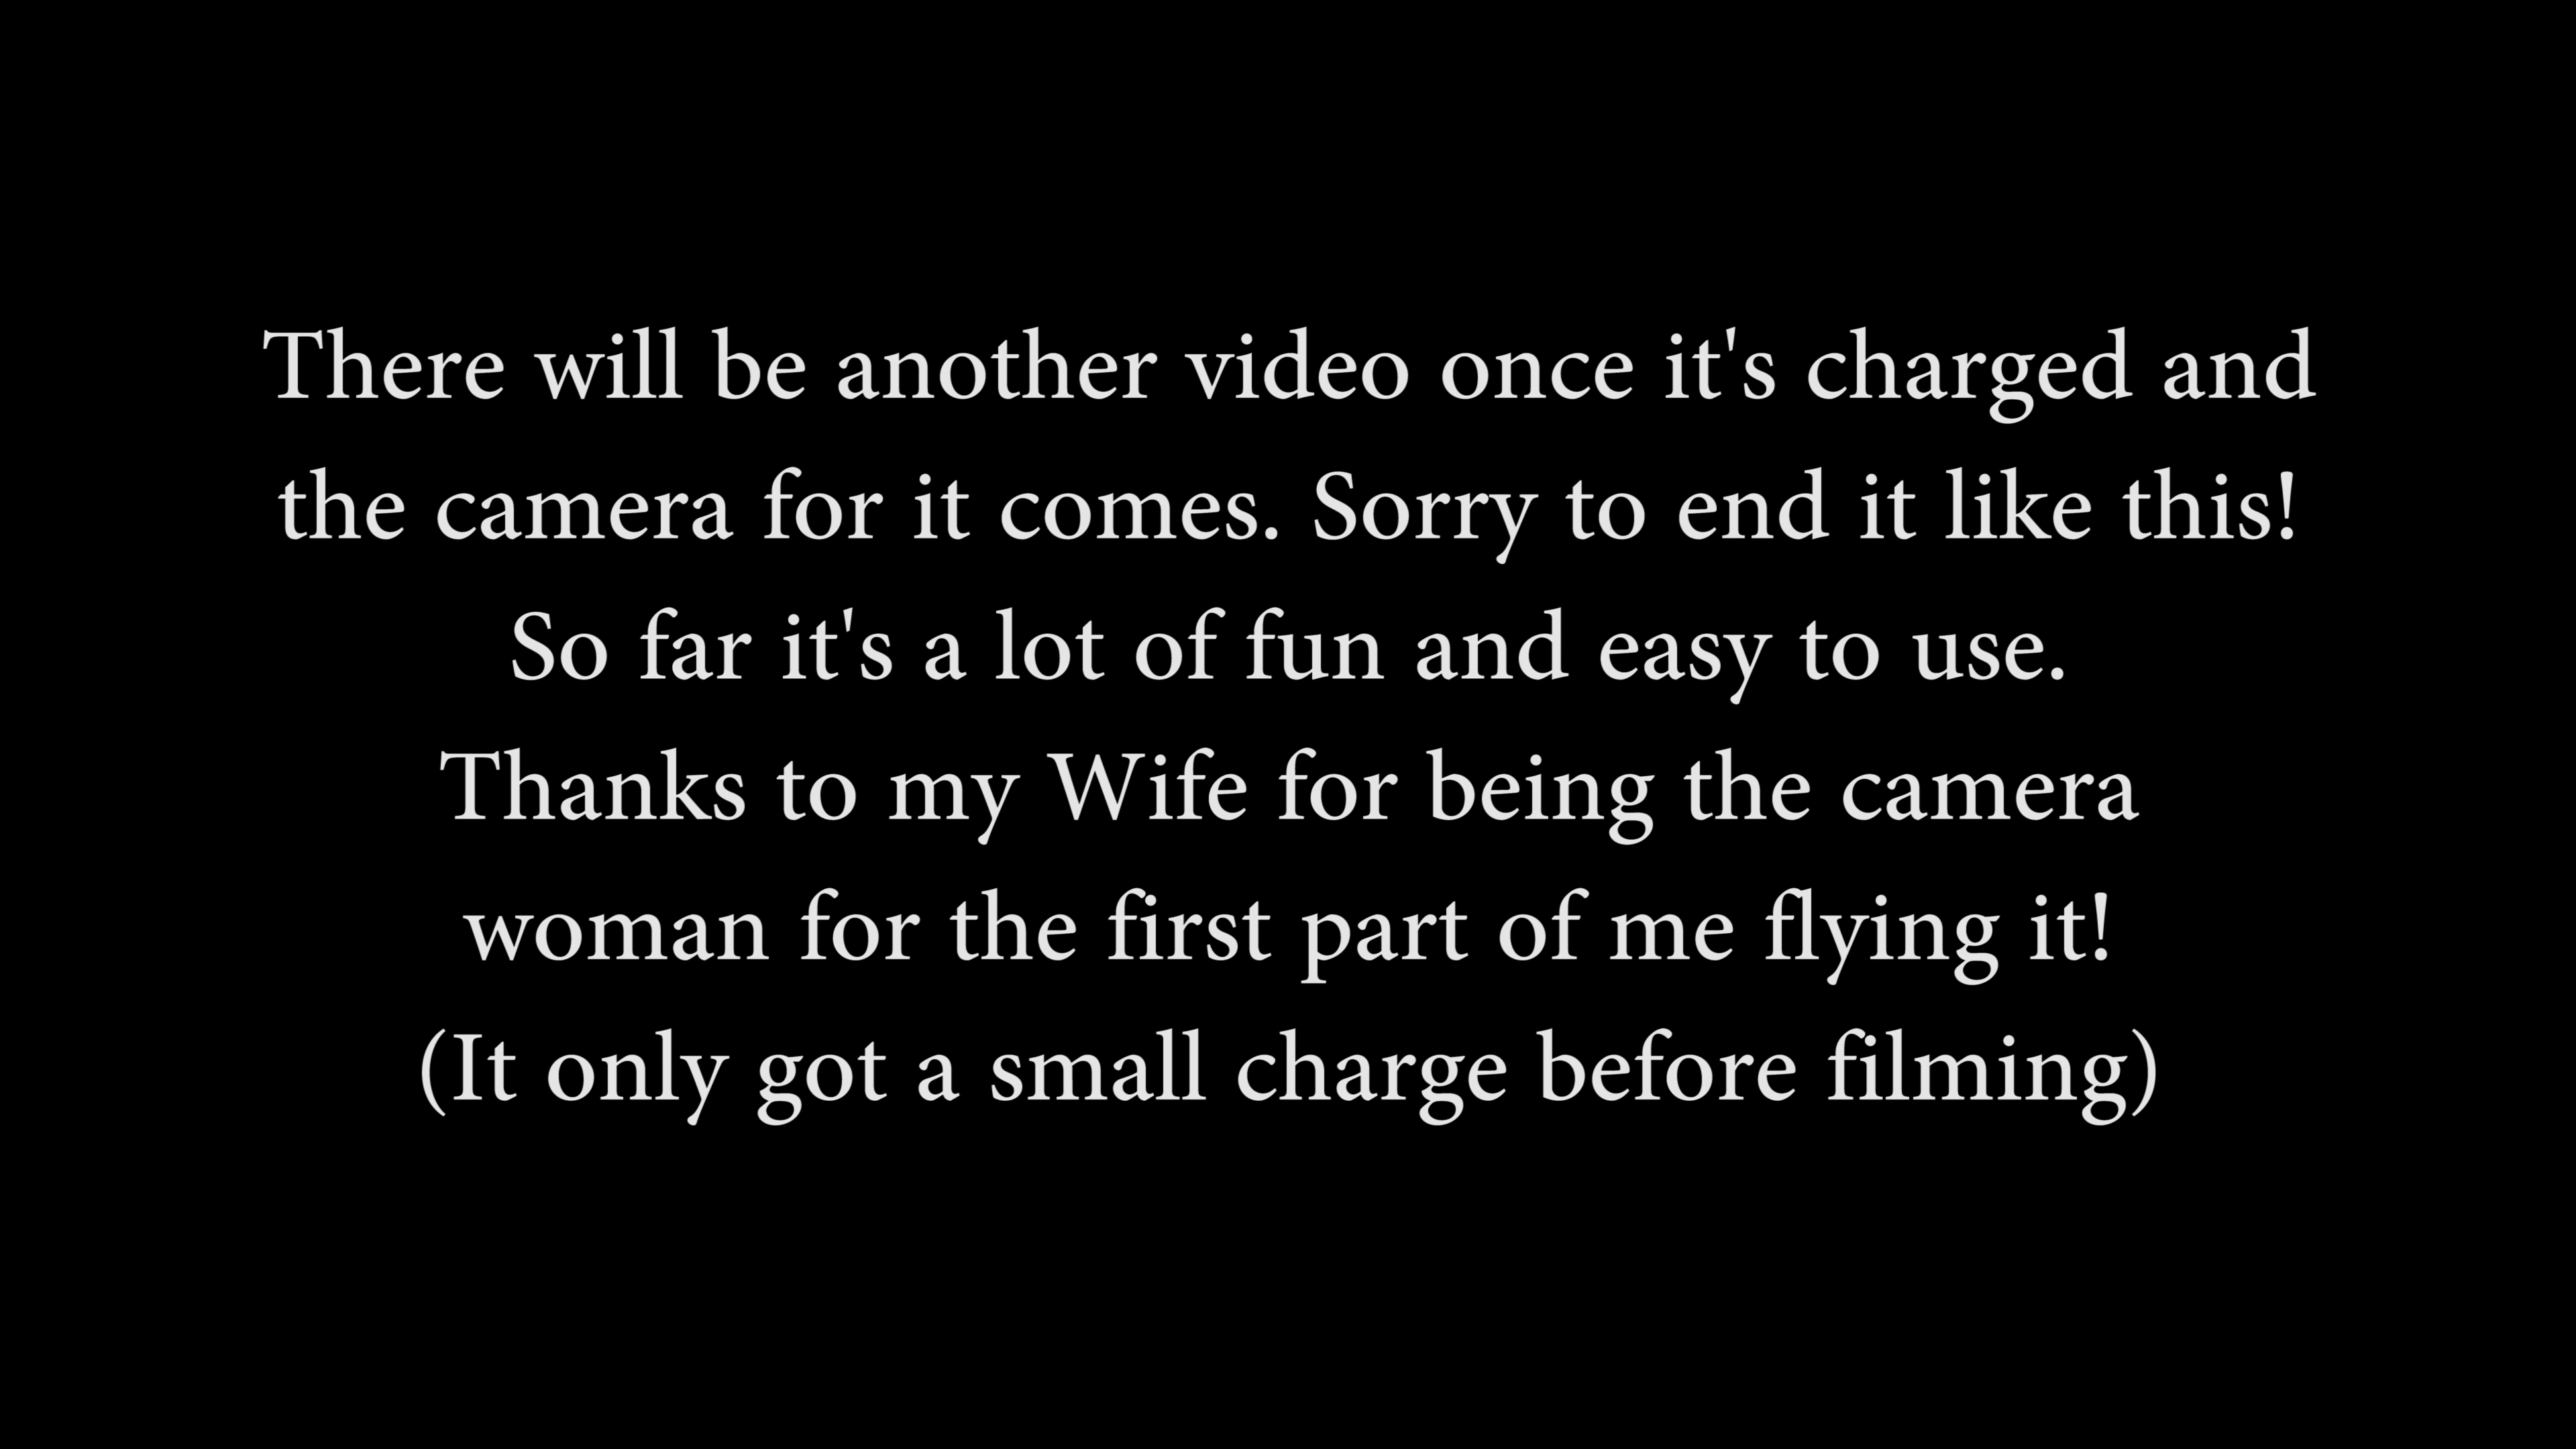 There will be another video once it's charged and
the camera for it comes. Sorry to end it like this!
So far it's a lot of fun and easy to use.
Thanks to my Wife for being the camera
woman for the first part of me flying it!
(It only got a small charge before filming)